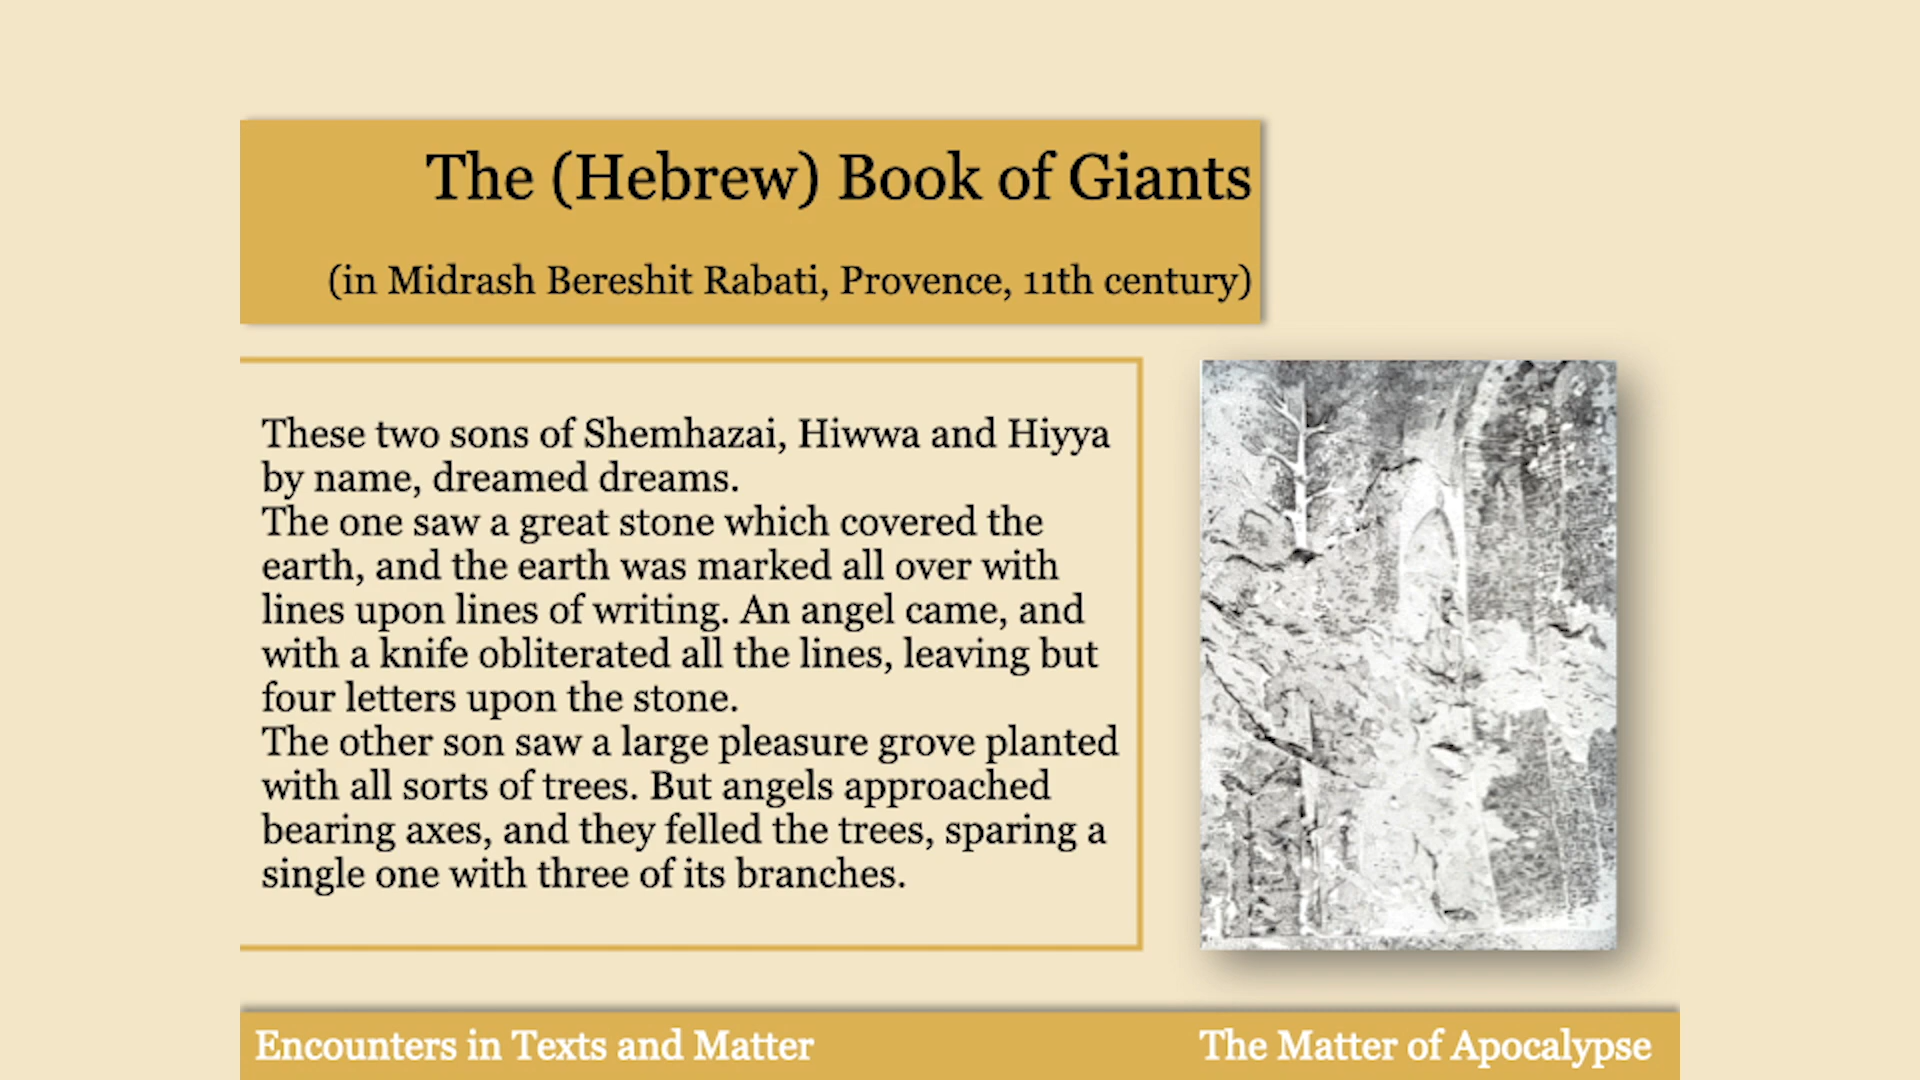 The (Hebrew) Book of Giants
(in Midrash Bereshit Rabati, Provence, 11th century)
These two sons of Shemhazai, Hiwwa and Hiyya
by name, dreamed dreams.
The one saw a great stone which covered the
earth, and the earth was marked all over with
lines upon lines of writing. An angel came, and
with a knife obliterated all the lines, leaving but
four letters upon the stone.
The other son saw a large pleasure grove planted
with all sorts of trees. But angels approached
bearing axes, and they felled the trees, sparing a
single one with three of its branches.
Encounters in Texts and Matter
The Matter of Apocalypse